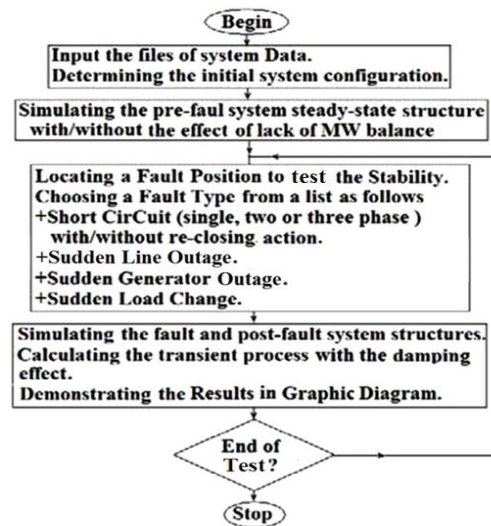 Begin
Input the files of system Data.
Determining the initial system configuration.
Simulating the pre-faul system steady-state structure
with/without the effect of lack of MW balance
Locating a Fault Position to test the Stability.
Choosing a Fault Type from a list as follows
+Short CirCuit (single, two or three phase )
with/without re-closing action.
+Sudden Line Outage.
+Sudden Generator Outage.
+Sudden Load Change.
Simulating the fault and post-fault system structures.
Calculating the transient process with the damping
effect.
Demonstrating the Results in Graphic Diagram.
End of
Test?
Stop